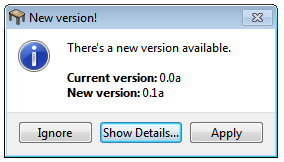 New version!
There's a new version available.
Current version: 0.0a
New version: 0.1a
Ignore
Show Details...
Apply